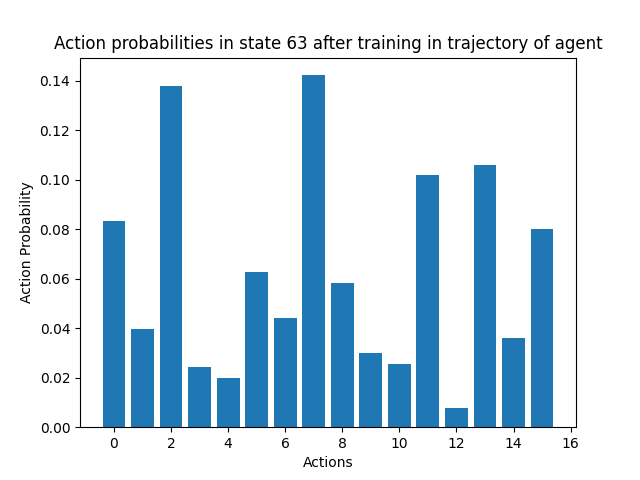 Action probabilities in state 63 after training in trajectory of agent
0.14
0.12
0.10
0.08
0.06
0.04
0.02
0.00
Action Probability
0 2 4 6 8 10 12 14 16
Actions